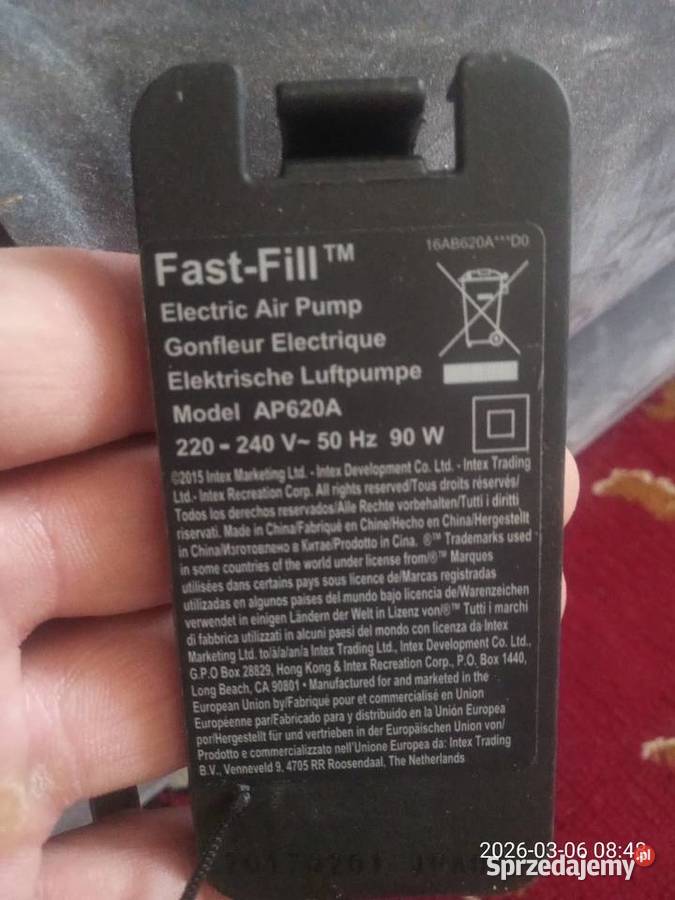 16AB620A***D0
Fast-Fill™
Electric Air Pump
Gonfleur Electrique
Elektrische Luftpumpe
Model AP620A
220 - 240 V~ 50 Hz 90 W
©2015 Intex Marketing Ltd. - Intex Development Co. Ltd. - Intex Trading
Ltd.- Intex Recreation Corp. All rights reserved/Tous droits réservés/
Todos los derechos reservados/Alle Rechte vorbehalten/Tutti i diritti
riservati. Made in China/Fabriqué en Chine/Hecho en China/Hergestellt
in China/Изготовлено в Китае/Prodotto in Cina. ®™ Trademarks used
in some countries of the world under license from/®™ Marques
utilisées dans certains pays sous licence de/Marcas registradas
utilizadas en algunos países del mundo bajo licencia de/Warenzeichen
verwendet in einigen Ländern der Welt in Lizenz von/®™ Tutti i marchi
di fabbrica utilizzati in alcuni paesi del mondo con licenza da Intex
Marketing Ltd. to/à/a/an/a Intex Trading Ltd., Intex Development Co. Ltd.,
G.P.O Box 28829, Hong Kong & Intex Recreation Corp., P.O. Box 1440,
Long Beach, CA 90801 • Manufactured for and marketed in the
European Union by/Fabriqué pour et commercialisé en Union
Européenne par/Fabricado para y distribuido en la Unión Europea
por/Hergestellt für und vertrieben in der Europäischen Union von/
Prodotto e commercializzato nell'Unione Europea da: Intex Trading
B.V., Venneveld 9, 4705 RR Roosendaal, The Netherlands
2026-03-06 08:48
Sprzedajemy.pl